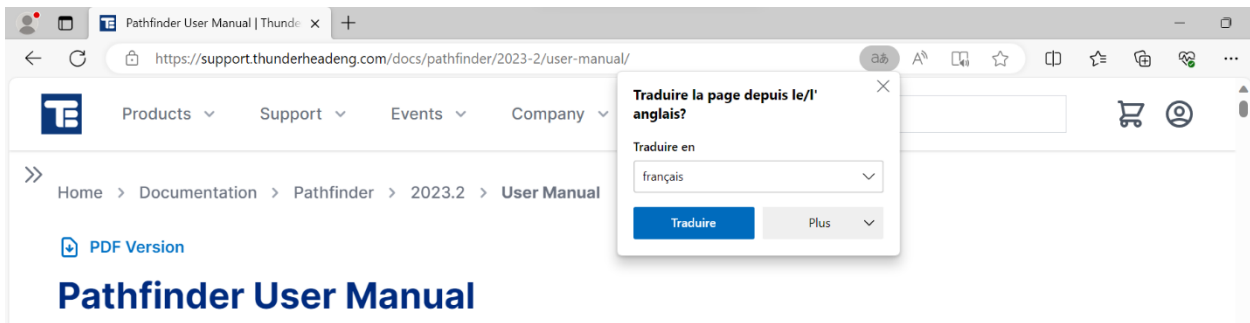 Pathfinder User Manual | Thunde
https://support.thunderheadeng.com/docs/pathfinder/2023-2/user-manual/
aあ
Products Support Events Company
Traduire la page depuis le/l'
anglais?
Traduire en
français
Traduire Plus
Home > Documentation > Pathfinder > 2023.2 > User Manual
PDF Version
Pathfinder User Manual